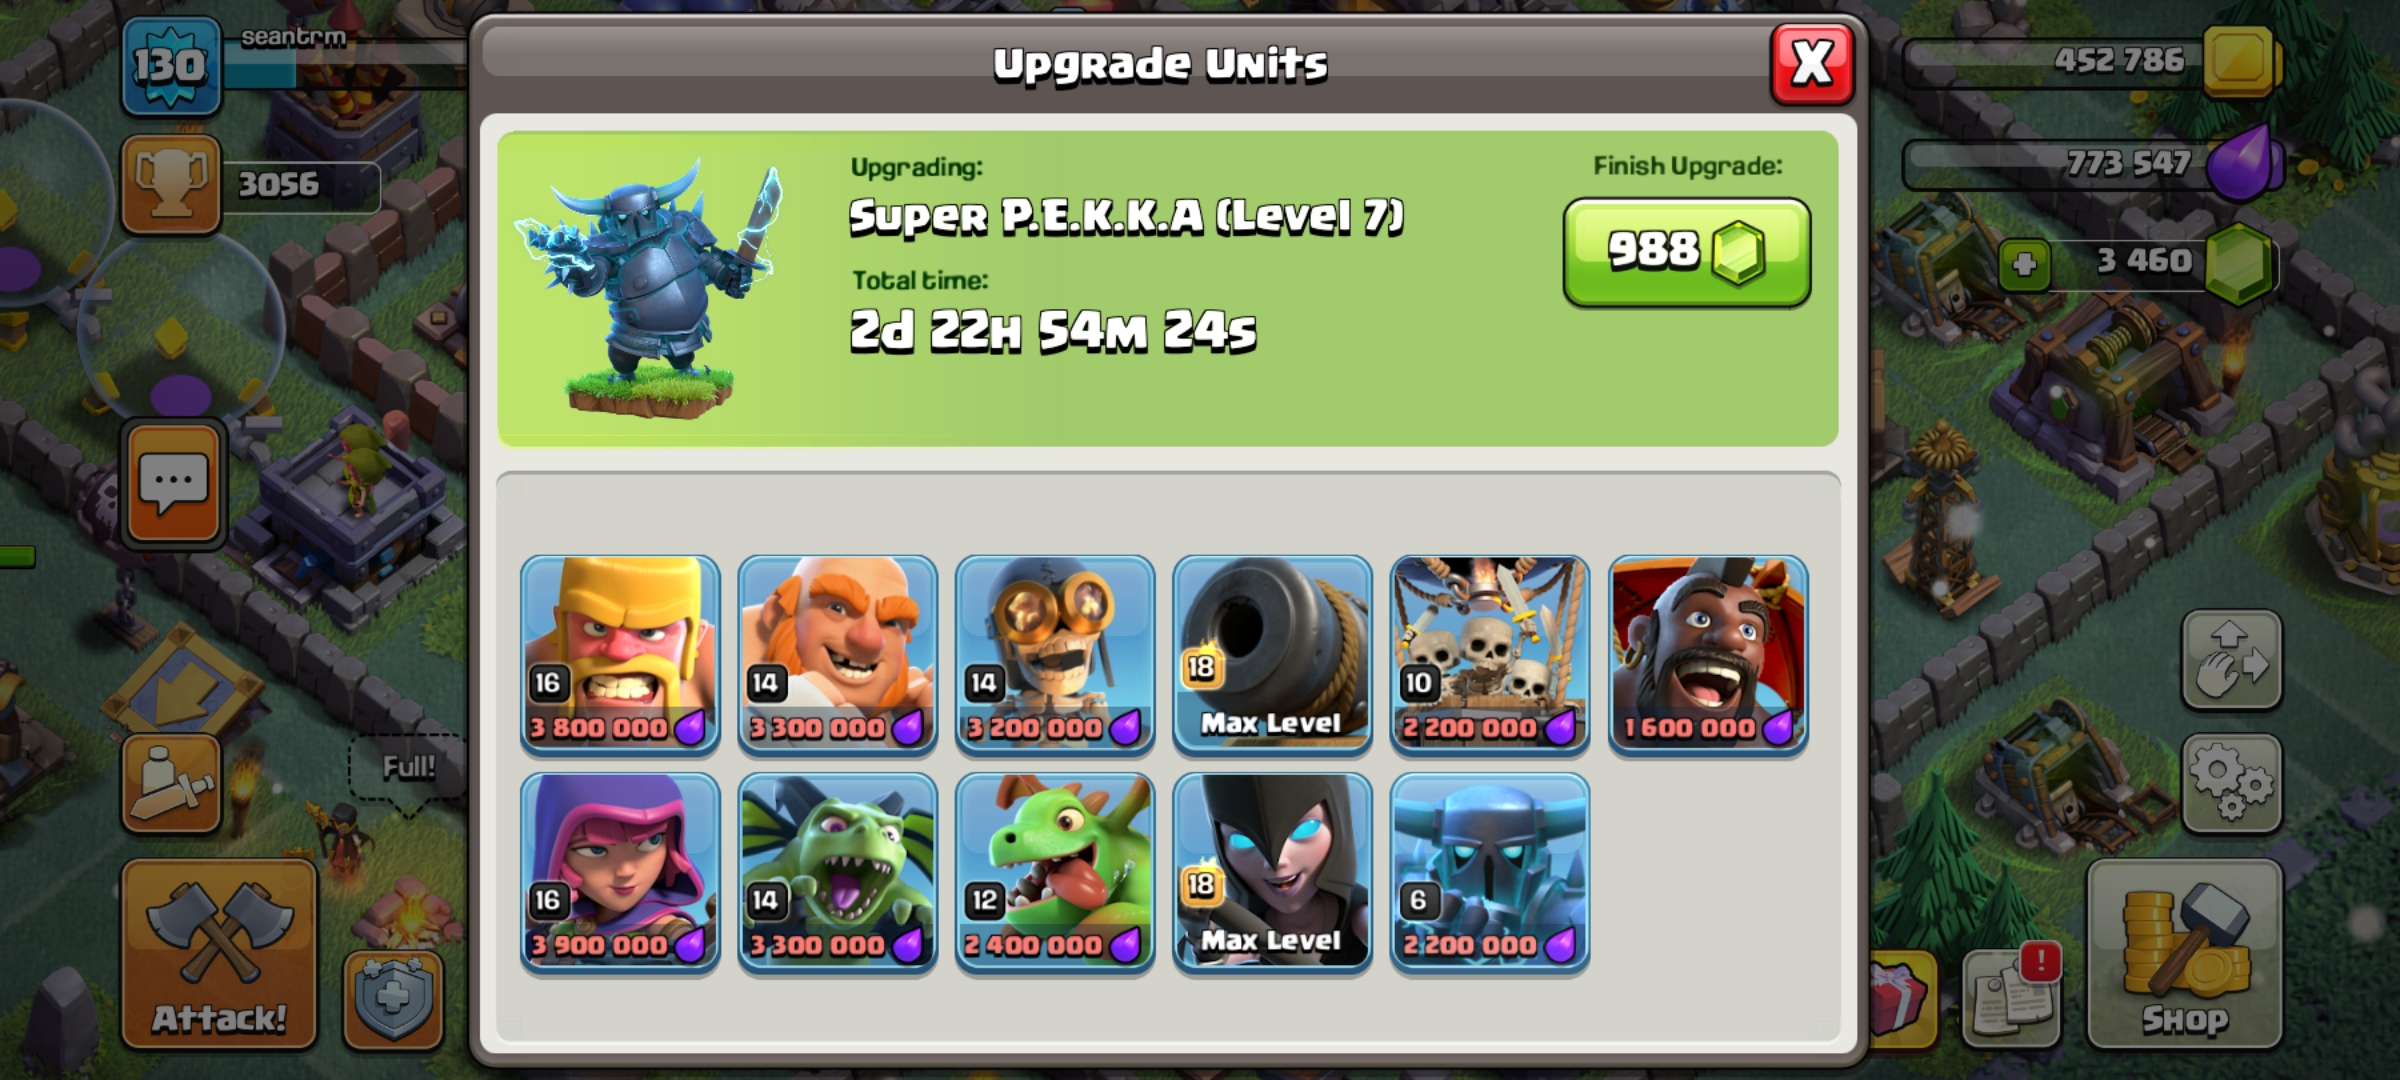 130
seantrm
3056
Full!
Attack!
Upgrade Units
X
Upgrading:
Super P.E.K.K.A (Level 7)
Total time:
2d 22H 54M 24s
Finish Upgrade:
988
16
3 800 000
14
3 300 000
14
3 200 000
18
Max Level
10
2 200 000
1 600 000
16
3 900 000
14
3 300 000
12
2 400 000
18
Max Level
6
2 200 000
452 786
773 547
3 460
!
Shop